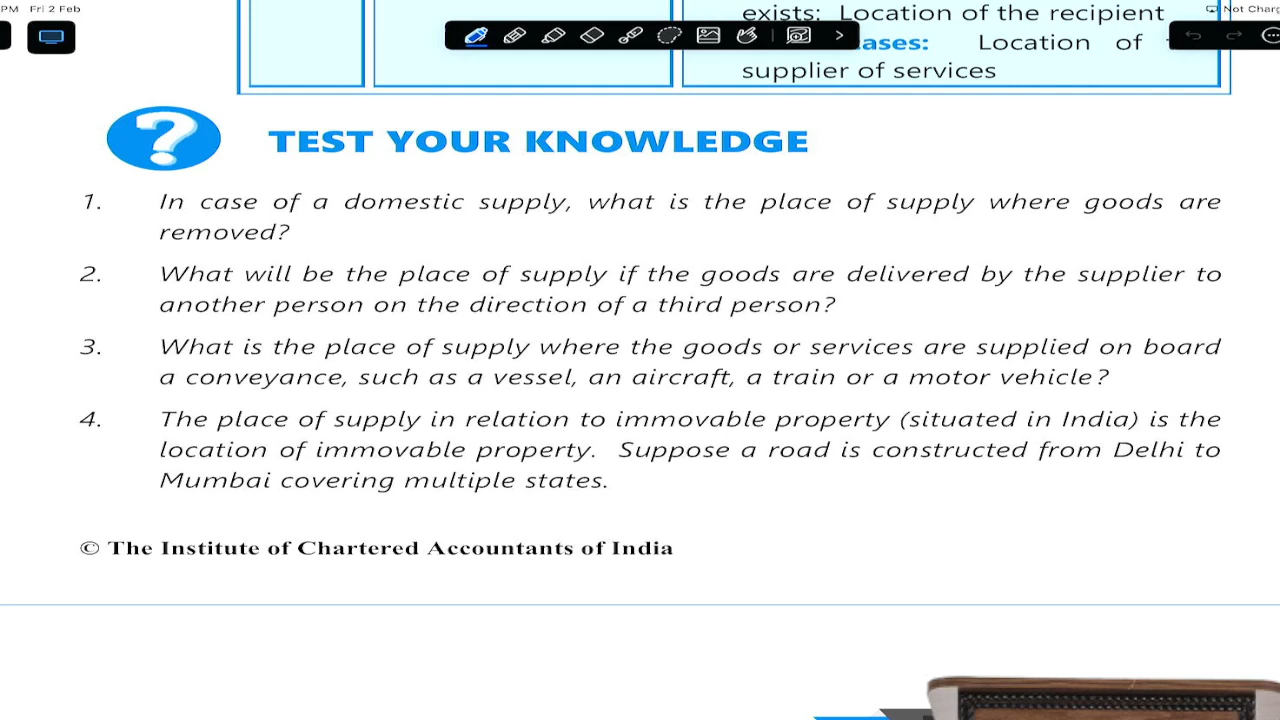 PM Fri 2 Feb
Not Charg
exists: Location of the recipient
ases: Location of
supplier of services
TEST YOUR KNOWLEDGE
1. In case of a domestic supply, what is the place of supply where goods are
removed?
2. What will be the place of supply if the goods are delivered by the supplier to
another person on the direction of a third person?
3. What is the place of supply where the goods or services are supplied on board
a conveyance, such as a vessel, an aircraft, a train or a motor vehicle?
4. The place of supply in relation to immovable property (situated in India) is the
location of immovable property. Suppose a road is constructed from Delhi to
Mumbai covering multiple states.
© The Institute of Chartered Accountants of India